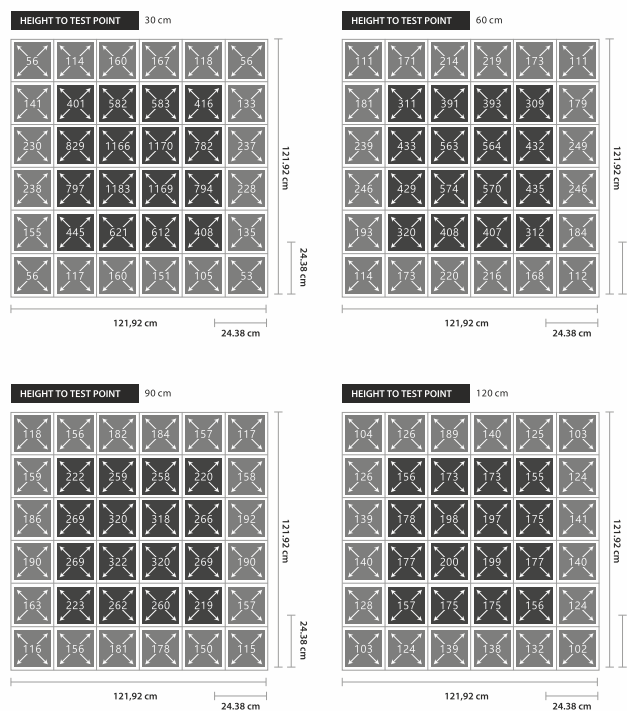 HEIGHT TO TEST POINT 30 cm
56 114 160 167 118 56
141 401 582 583 416 133
230 829 1166 1170 782 237
238 797 1183 1169 794 228
155 445 621 612 408 135
56 117 160 151 105 53
121.92 cm
24.38 cm
121,92 cm
24.38 cm
HEIGHT TO TEST POINT 60 cm
111 171 214 219 173 111
181 311 391 393 309 179
239 433 563 564 432 249
246 429 574 570 435 246
193 320 408 407 312 184
114 173 220 216 168 112
121.92 cm
121,92 cm
24.38 cm
HEIGHT TO TEST POINT 90 cm
118 156 182 184 157 117
159 222 259 258 220 158
186 269 320 318 266 192
190 269 322 320 269 190
163 223 262 260 219 157
116 156 181 178 150 115
121.92 cm
24.38 cm
121,92 cm
24.38 cm
HEIGHT TO TEST POINT 120 cm
104 126 189 140 125 103
126 156 173 173 155 124
139 178 198 197 175 141
140 177 200 199 177 140
128 157 175 175 156 124
103 124 139 138 132 102
121.92 cm
121,92 cm
24.38 cm